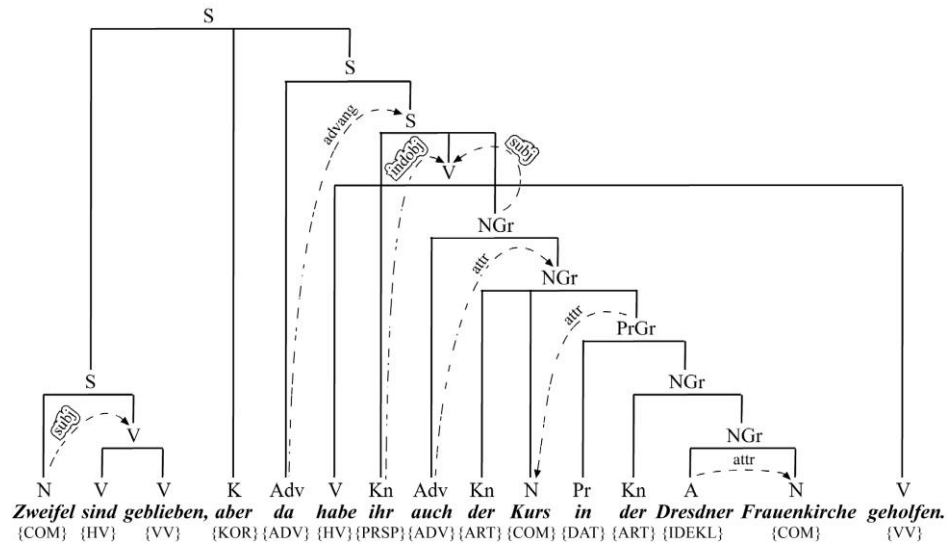 S
S
advang
S
indobj
subj
V
NGr
attr
NGr
attr
PrGr
S
NGr
subj
V
NGr
attr
N V V K Adv V Kn Adv Kn N Pr Kn A N V
Zweifel sind geblieben, aber da habe ihr auch der Kurs in der Dresdner Frauenkirche geholfen.
{COM} {HV} {VV} {KOR} {ADV} {HV} {PRSP} {ADV} {ART} {COM} {DAT} {ART} {IDEKL} {COM} {VV}